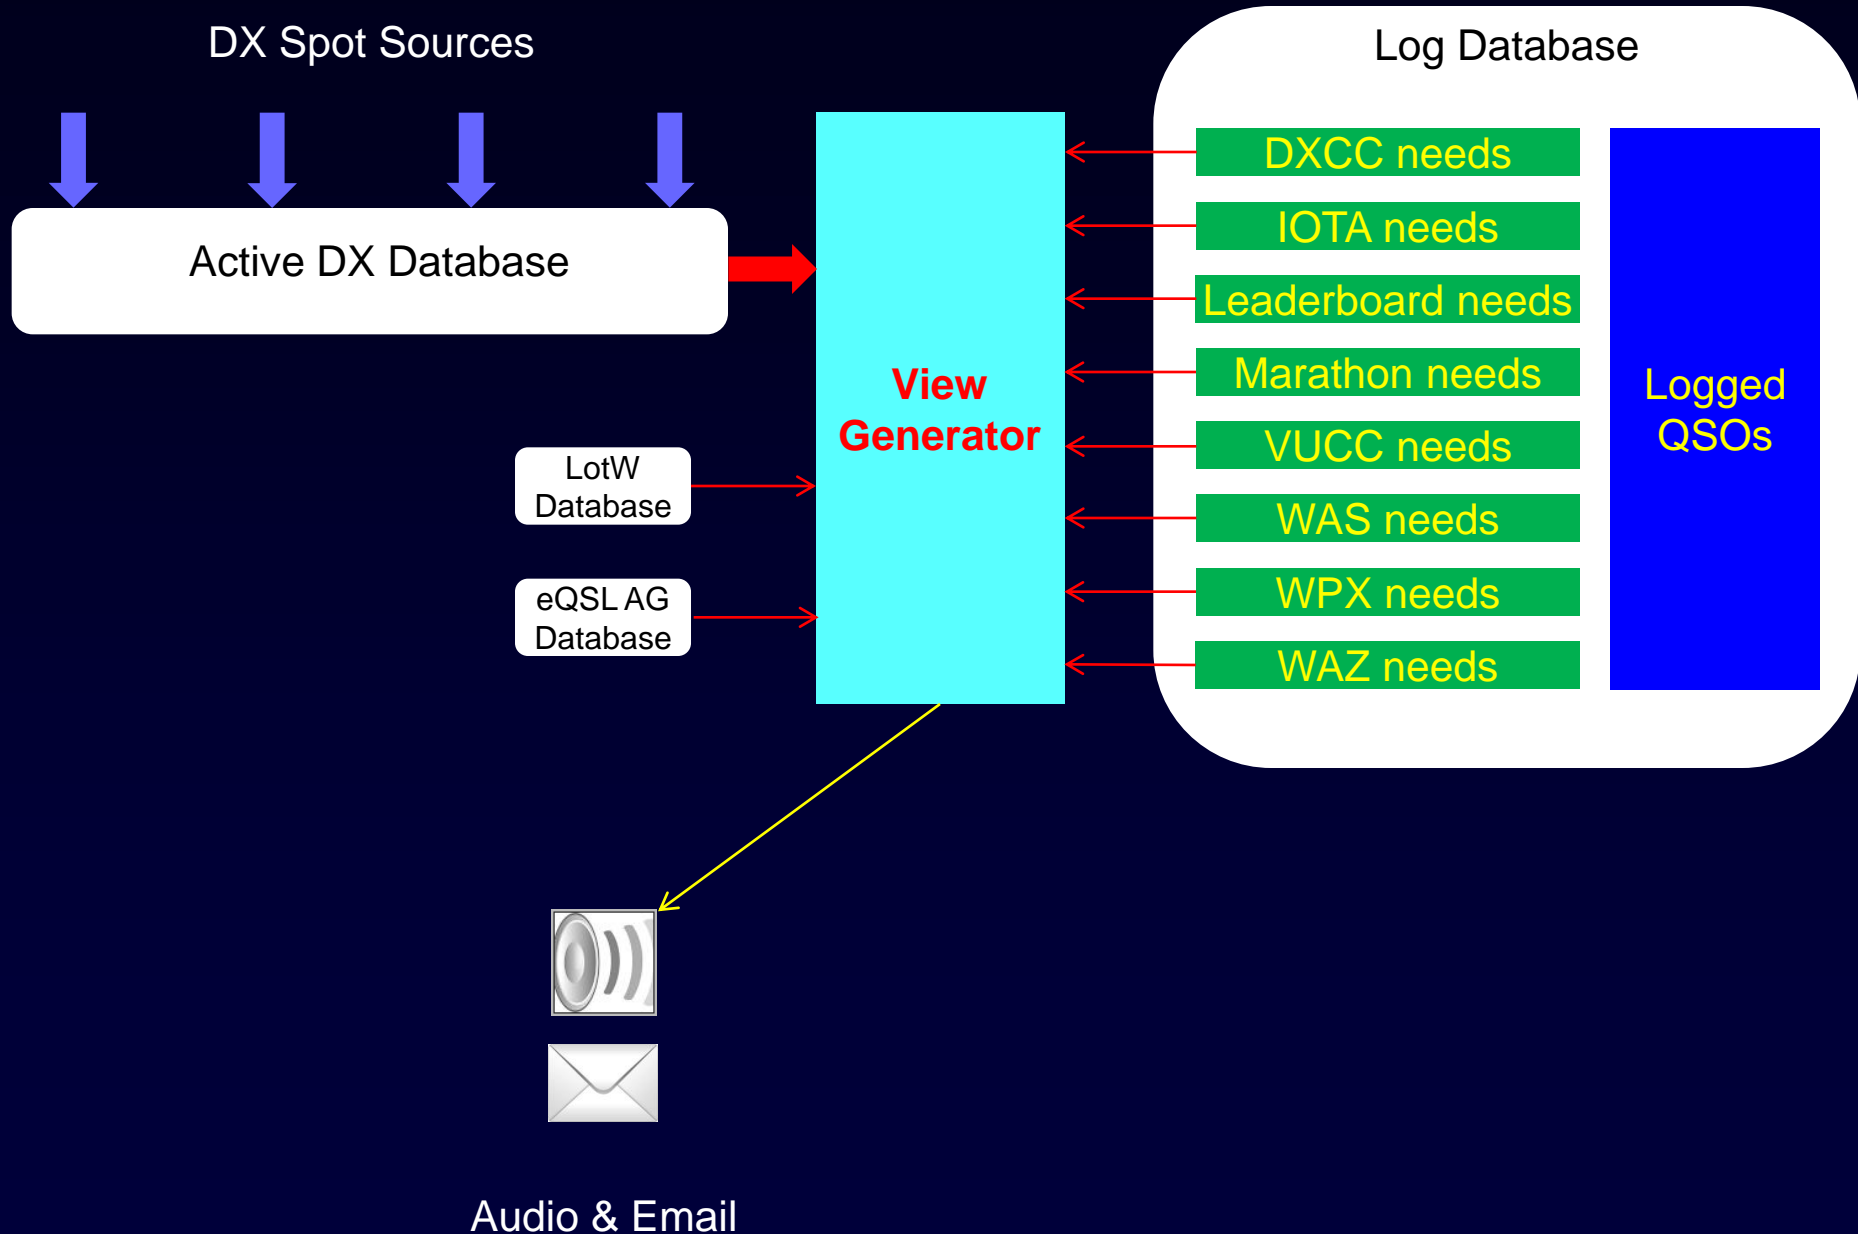 DX Spot Sources
Active DX Database
LotW
Database
eQSL AG
Database
View
Generator
Log Database
DXCC needs
IOTA needs
Leaderboard needs
Marathon needs
VUCC needs
WAS needs
WPX needs
WAZ needs
Logged
QSOs
Audio & Email